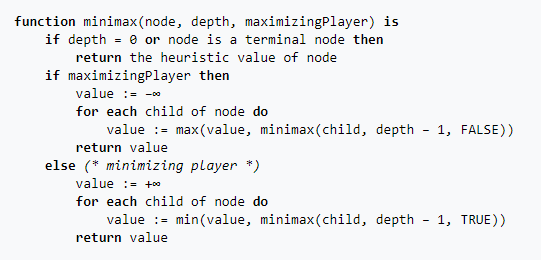 function minimax(node, depth, maximizingPlayer) is
    if depth = 0 or node is a terminal node then
        return the heuristic value of node
    if maximizingPlayer then
        value := −∞
        for each child of node do
            value := max(value, minimax(child, depth − 1, FALSE))
        return value
    else (* minimizing player *)
        value := +∞
        for each child of node do
            value := min(value, minimax(child, depth − 1, TRUE))
        return value